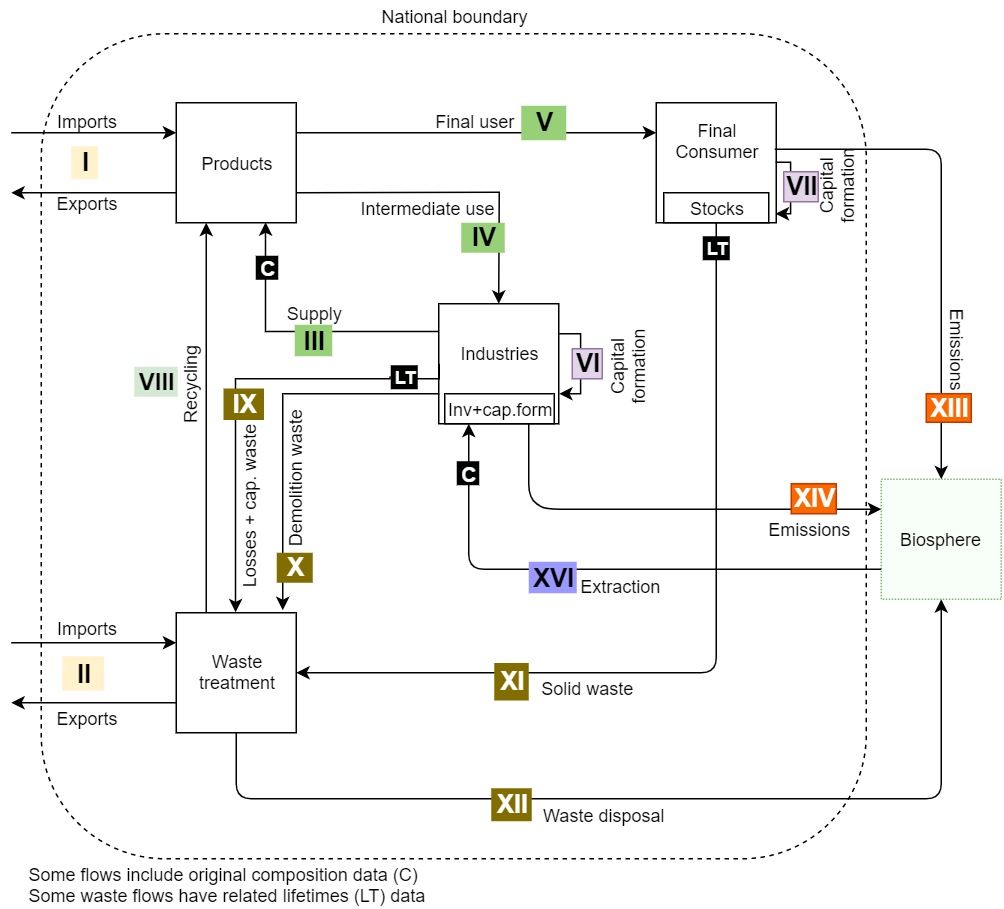 National boundary
Imports
I
Exports
Products
Final user
V
Final
Consumer
Stocks
VII
Capital
formation
Intermediate use
IV
LT
C
Supply
III
Industries
Inv+cap.form
VI
Capital
formation
Emissions
XIII
VIII
Recycling
LT
IX
Losses + cap. waste
Demolition waste
X
C
XIV
Emissions
Biosphere
XVI
Extraction
Imports
II
Exports
Waste
treatment
XI
Solid waste
XII
Waste disposal
Some flows include original composition data (C)
Some waste flows have related lifetimes (LT) data